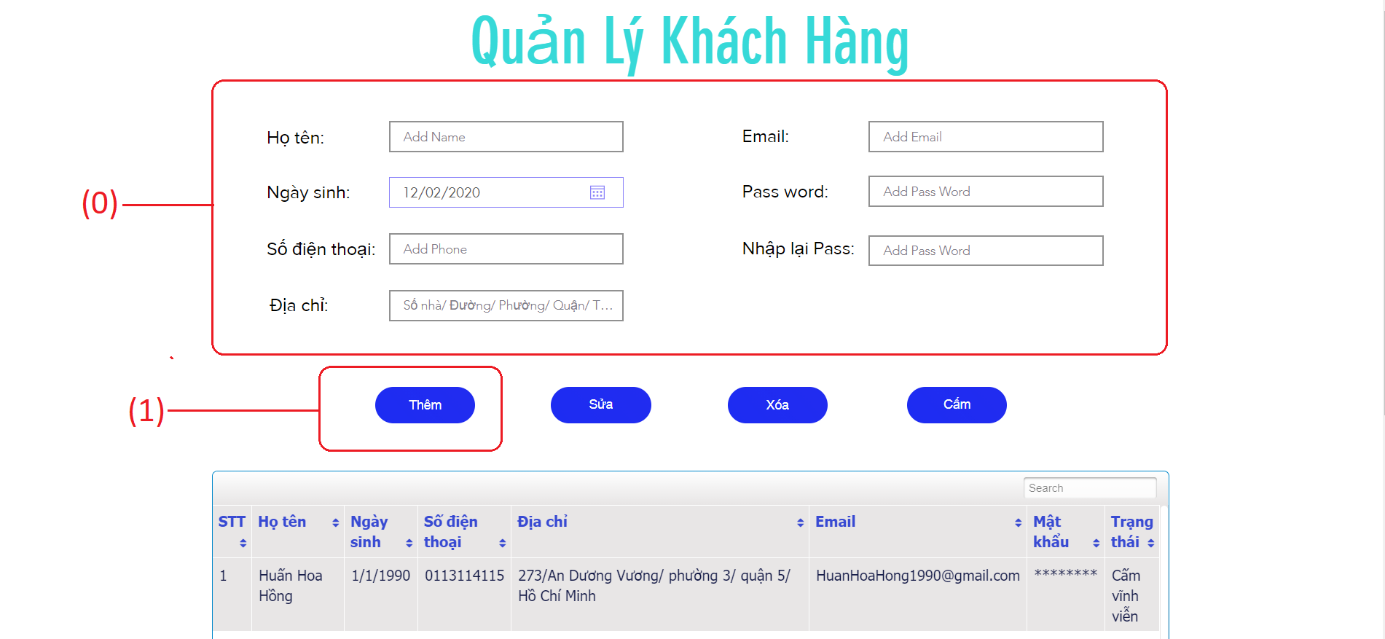 Quản Lý Khách Hàng
(0)
Họ tên: Add Name Email: Add Email
Ngày sinh: 12/02/2020 Pass word: Add Pass Word
Số điện thoại: Add Phone Nhập lại Pass: Add Pass Word
Địa chỉ: Số nhà/ Đường/ Phường/ Quận/ T...
(1)
Thêm Sửa Xóa Cấm
Search
STT Họ tên Ngày Số điện Địa chỉ Email Mật Trạng
sinh thoại khẩu thái
1 Huấn Hoa 1/1/1990 0113114115 273/An Dương Vương/ phường 3/ quận 5/ HuanHoaHong1990@gmail.com ******** Cấm
Hồng Hồ Chí Minh vĩnh
viễn